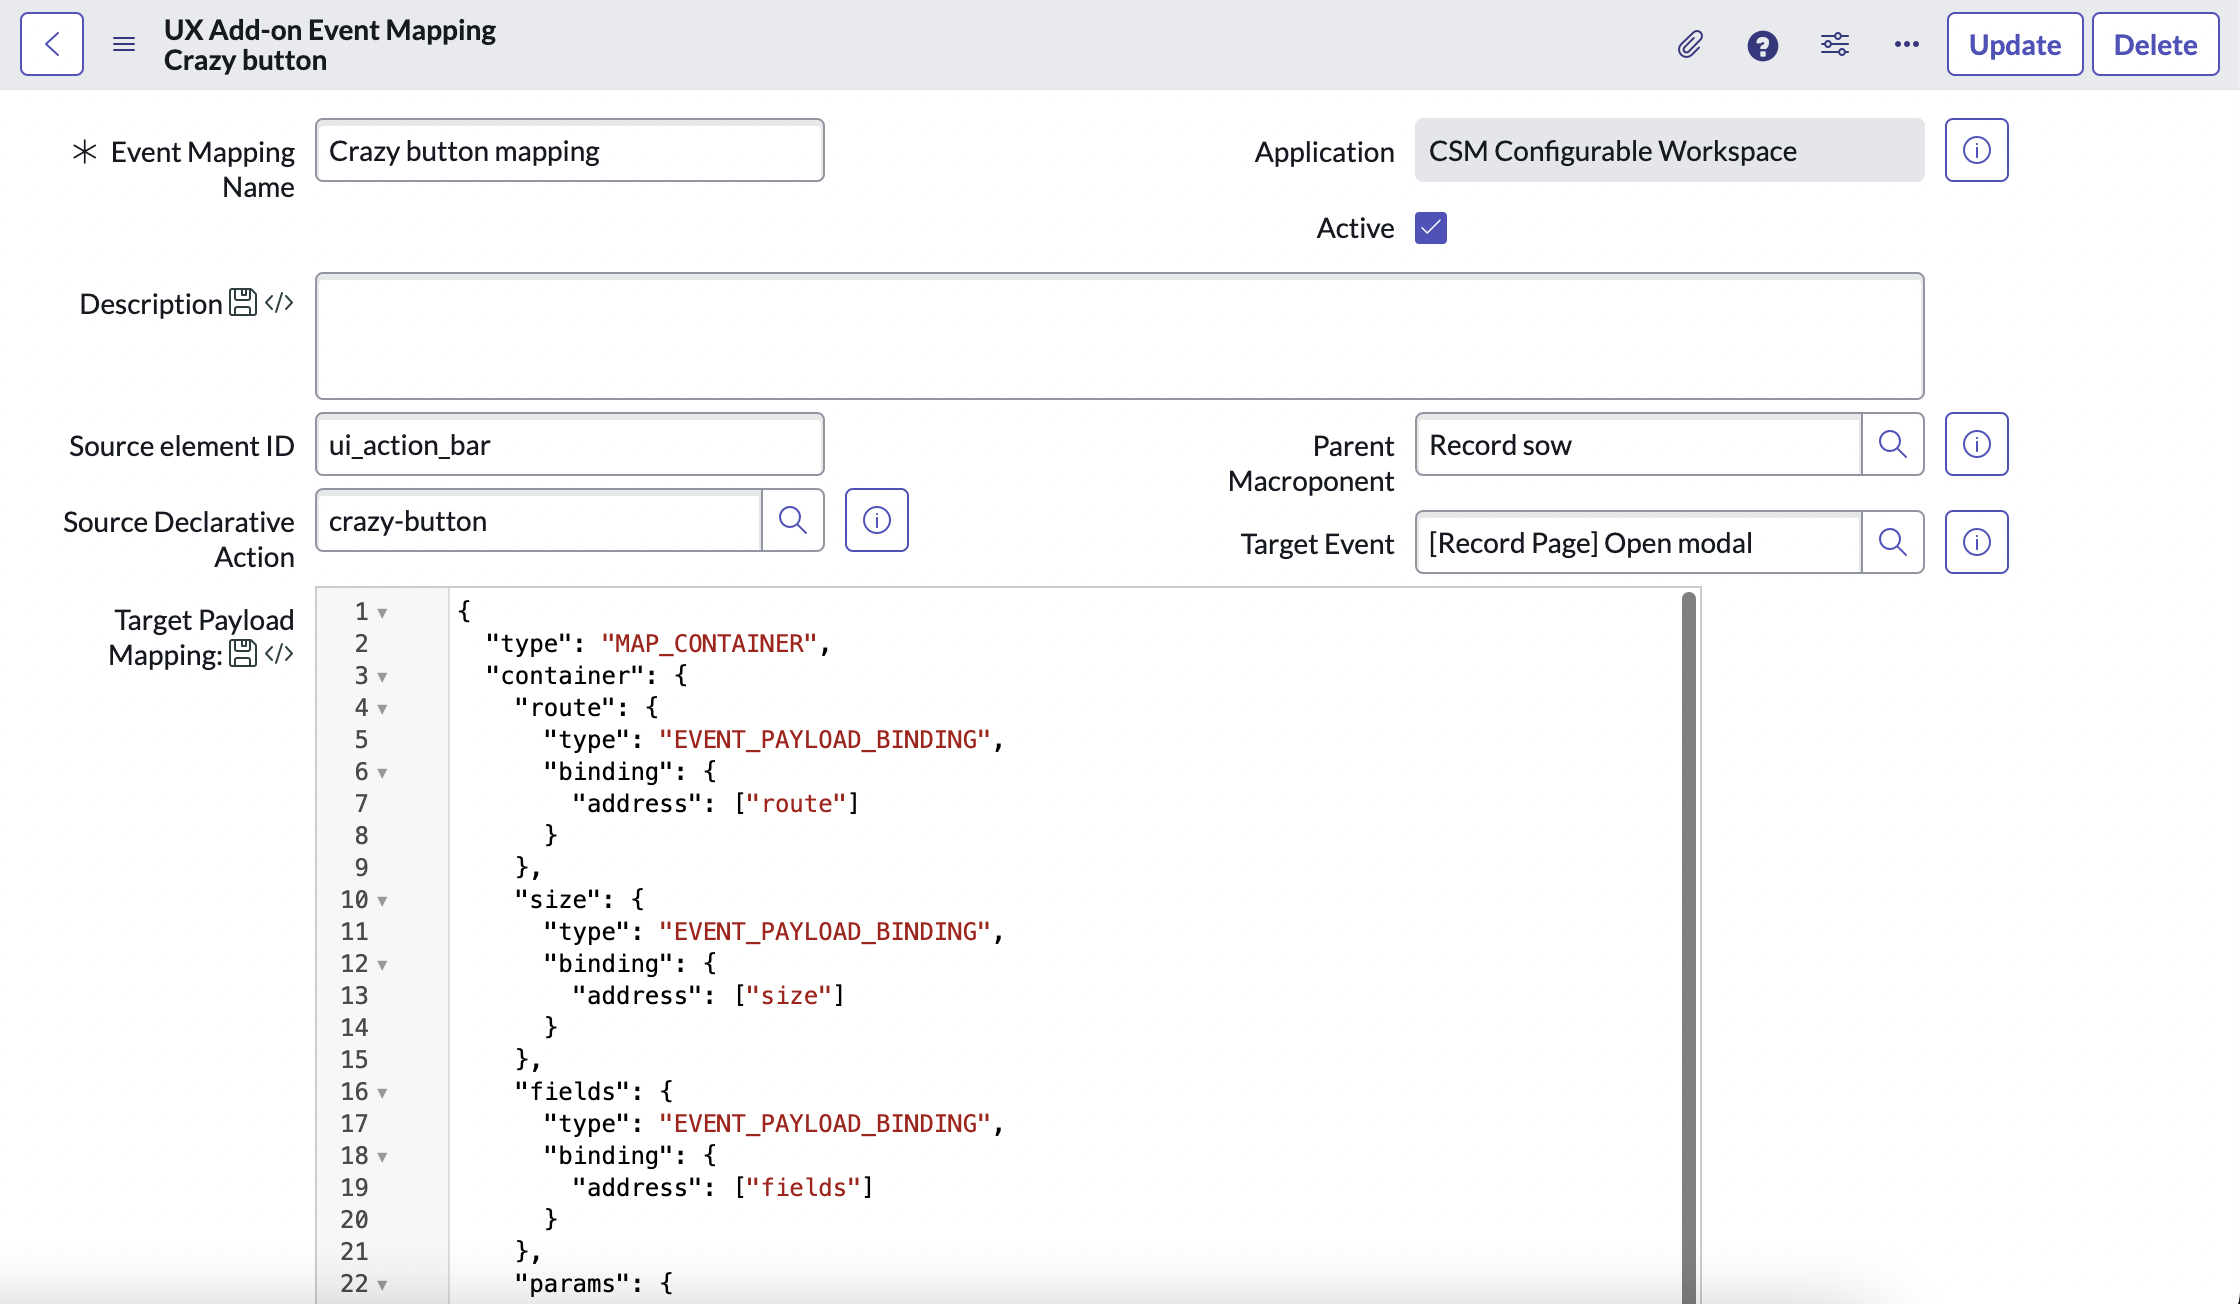 UX Add-on Event Mapping
Crazy button
Update
Delete
Event Mapping Name
Crazy button mapping
Application
CSM Configurable Workspace
Active
Description
Source element ID
ui_action_bar
Parent Macroponent
Record sow
Source Declarative Action
crazy-button
Target Event
[Record Page] Open modal
Target Payload Mapping:
1 {
2 "type": "MAP_CONTAINER",
3 "container": {
4 "route": {
5 "type": "EVENT_PAYLOAD_BINDING",
6 "binding": {
7 "address": ["route"]
8 }
9 },
10 "size": {
11 "type": "EVENT_PAYLOAD_BINDING",
12 "binding": {
13 "address": ["size"]
14 }
15 },
16 "fields": {
17 "type": "EVENT_PAYLOAD_BINDING",
18 "binding": {
19 "address": ["fields"]
20 }
21 },
22 "params": {